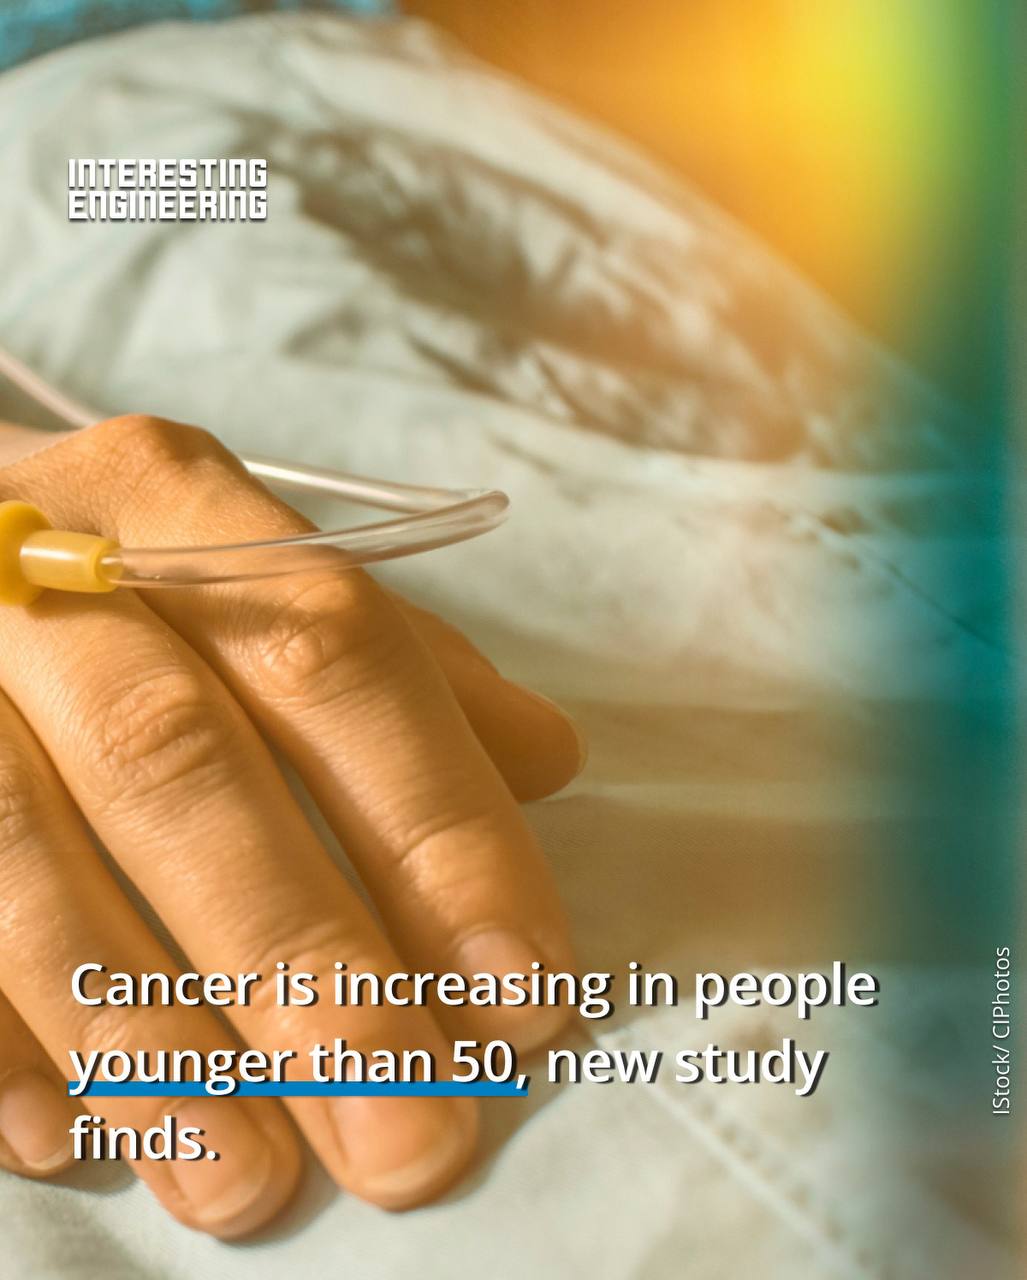 INTERESTING
ENGINEERING
Cancer is increasing in people
younger than 50, new study
finds.
IStock/ CIPhotos